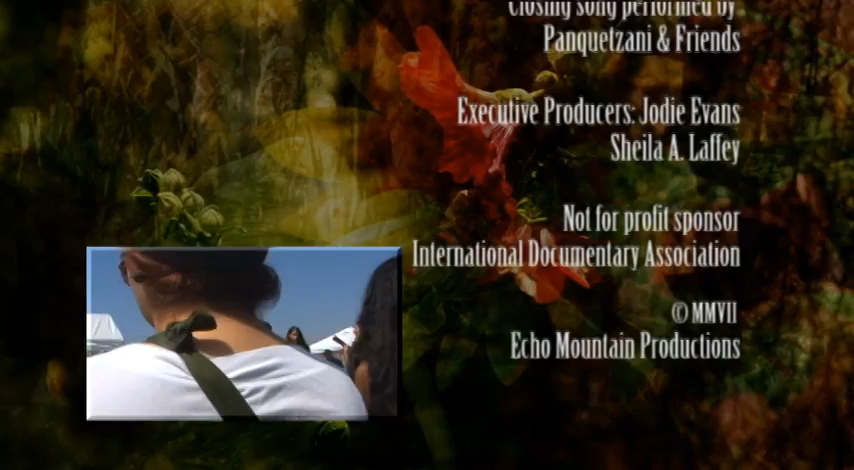 Closing song performed by
Panquetzani & Friends
Executive Producers: Jodie Evans
Sheila A. Laffey
Not for profit sponsor
International Documentary Association
© MMVII
Echo Mountain Productions